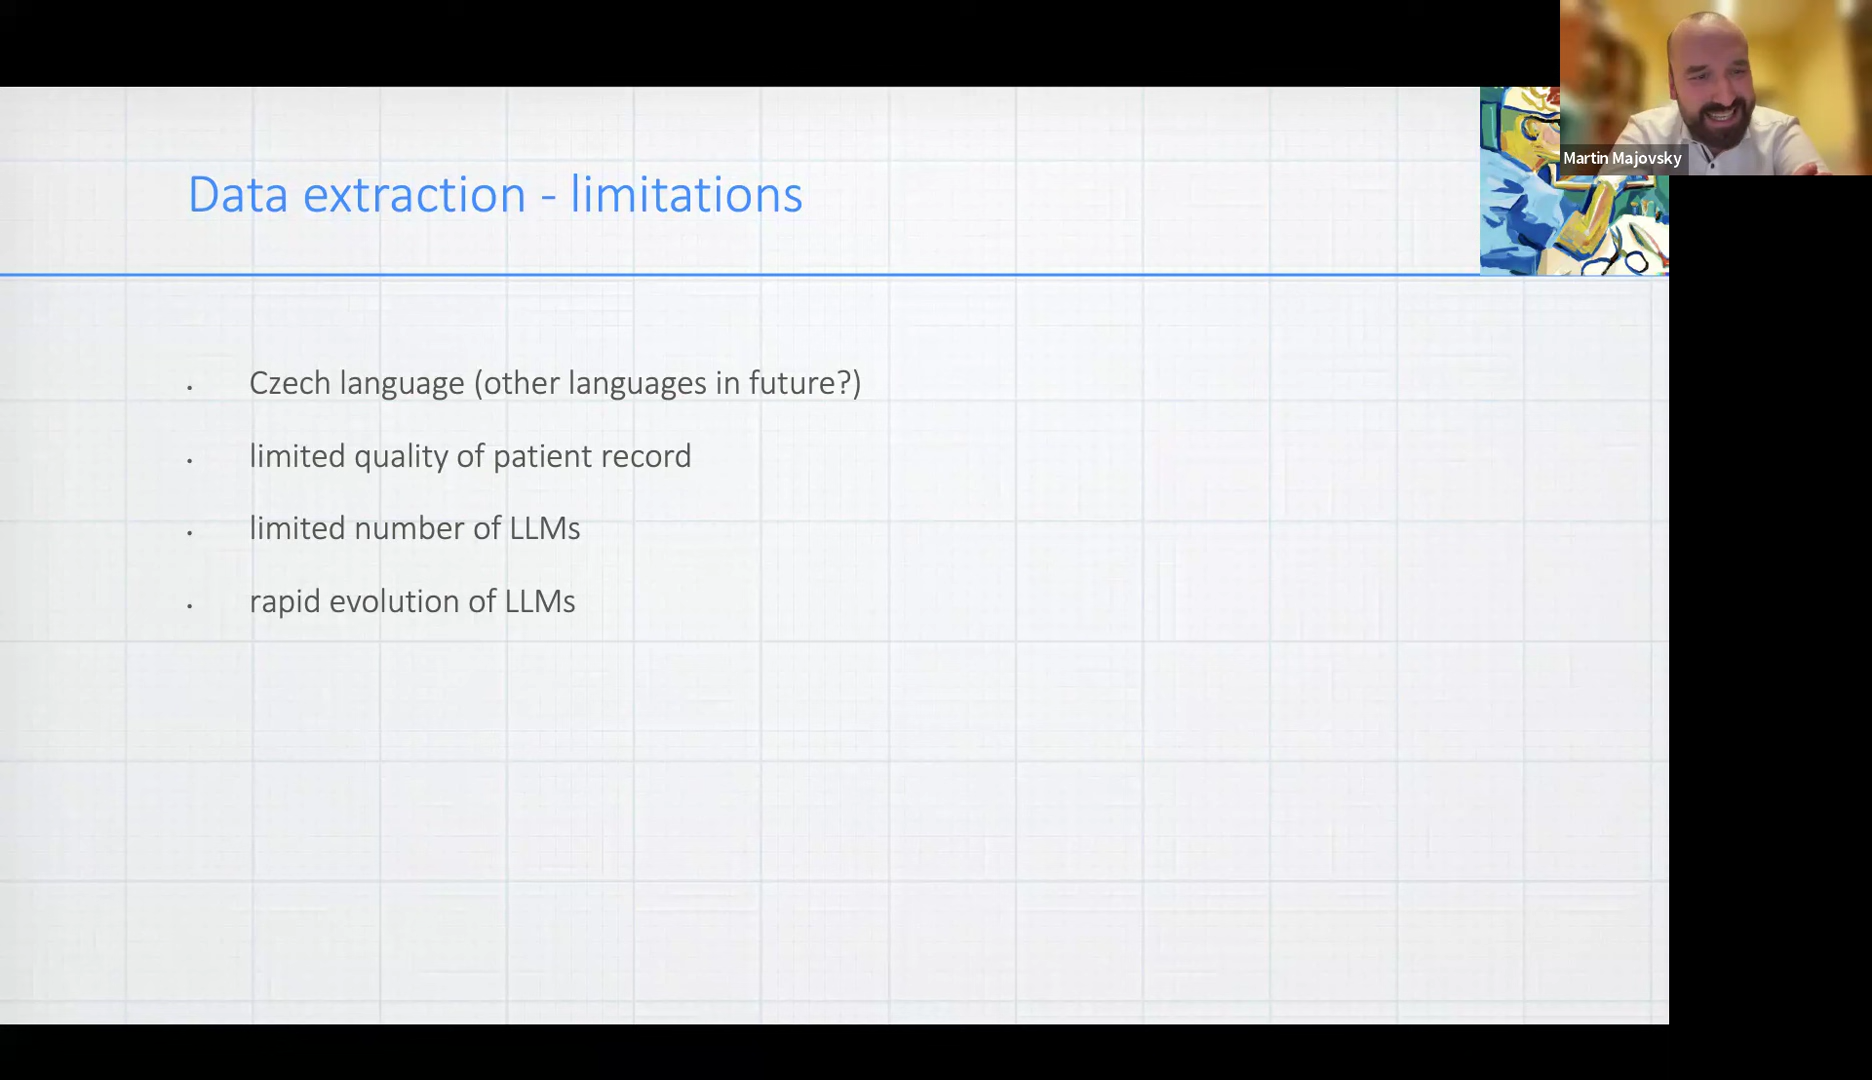 Martin Majovsky
Data extraction - limitations
• Czech language (other languages in future?)
• limited quality of patient record
• limited number of LLMs
• rapid evolution of LLMs